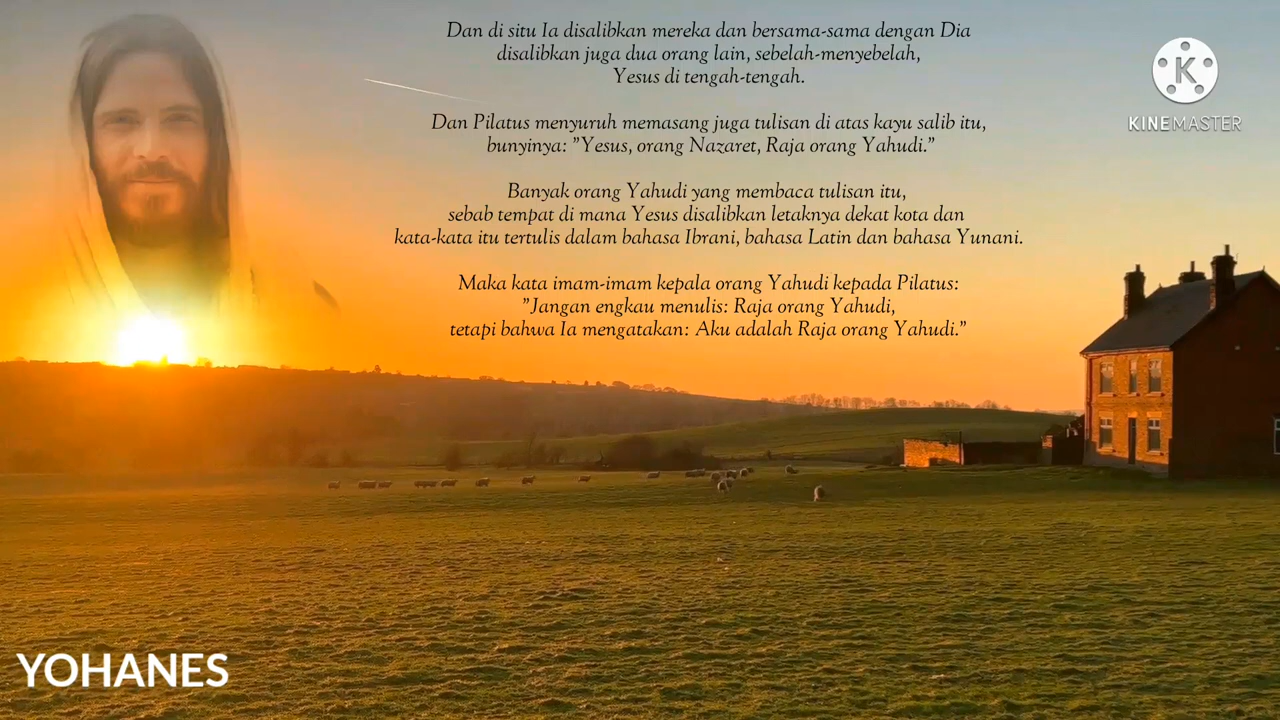 Dan di situ Ia disalibkan mereka dan bersama-sama dengan Dia
disalibkan juga dua orang lain, sebelah-menyebelah,
Yesus di tengah-tengah.
Dan Pilatus menyuruh memasang juga tulisan di atas kayu salib itu,
bunyinya: "Yesus, orang Nazaret, Raja orang Yahudi."
Banyak orang Yahudi yang membaca tulisan itu,
sebab tempat di mana Yesus disalibkan letaknya dekat kota dan
kata-kata itu tertulis dalam bahasa Ibrani, bahasa Latin dan bahasa Yunani.
Maka kata imam-imam kepala orang Yahudi kepada Pilatus:
"Jangan engkau menulis: Raja orang Yahudi,
tetapi bahwa Ia mengatakan: Aku adalah Raja orang Yahudi."
K
KINEMASTER
YOHANES